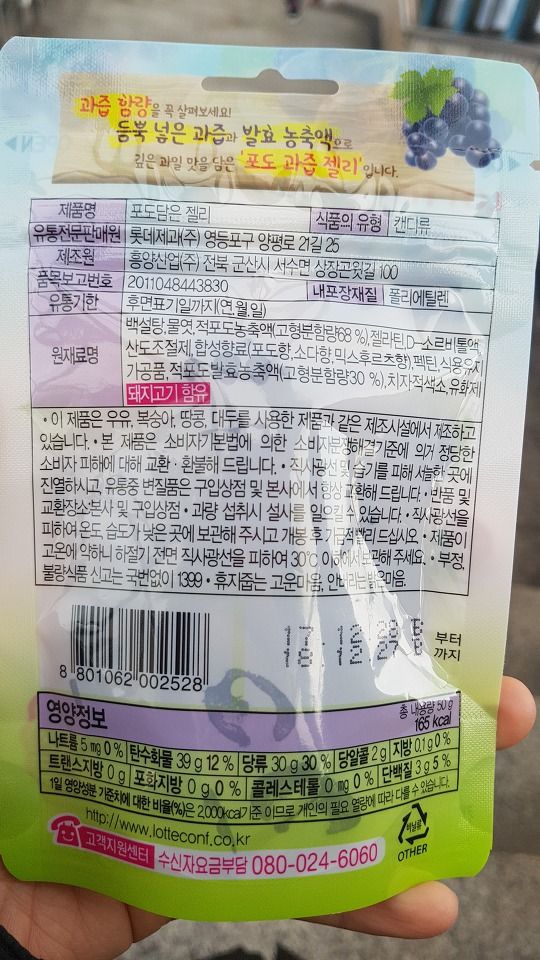 과즙 함량을 꼭 살펴보세요!
듬뿍 넣은 과즙과 발효 농축액으로
깊은 과일 맛을 담은 '포도 과즙 젤리'입니다.
제품명 포도담은 젤리 식품의 유형 캔디류
유통전문판매원 롯데제과(주) 영등포구 양평로 21길 25
제조원 흥양산업(주) 전북 군산시 서수면 상장곤윗길 100
품목보고번호 2011048443830 내포장재질 폴리에틸렌
유통기한 후면표기일까지(연,월,일)
원재료명 백설탕,물엿,적포도농축액(고형분함량68 %),젤라틴,D-소르비톨액,
산도조절제,합성향료(포도향,소다향,믹스후르츠향),펙틴,식용유지
가공품,적포도발효농축액(고형분함량30 %),치자적색소,유화제
돼지고기 함유
• 이 제품은 우유, 복숭아, 땅콩, 대두를 사용한 제품과 같은 제조시설에서 제조하고
있습니다. • 본 제품은 소비자기본법에 의한 소비자분쟁해결기준에 의거 정당한
소비자 피해에 대해 교환 · 환불해 드립니다. • 직사광선 및 습기를 피해 서늘한 곳에
진열하시고, 유통중 변질품은 구입상점 및 본사에서 항상 교환해 드립니다. • 반품 및
교환장소:본사 및 구입상점 • 과량 섭취시 설사를 일으킬 수 있습니다. • 직사광선을
피하여 온도, 습도가 낮은 곳에 보관해 주시고 개봉 후 가급적 빨리 드십시오. • 제품이
고온에 약하니 하절기 전면 직사광선을 피하여 30℃ 이하에서 보관해 주세요. • 부정,
불량식품 신고는 국번없이 1399 • 휴지줍는 고운마음, 안버리는 밝은마음.
17 12 28 부터
18 12 27 까지
8 801062 002528
영양정보 총 내용량 50 g
165 kcal
나트륨 5 mg 0 % 탄수화물 39 g 12 % 당류 30 g 30 % 당알콜 2 g 지방 0.1 g 0 %
트랜스지방 0 g 포화지방 0 g 0 % 콜레스테롤 0 mg 0 % 단백질 3 g 5 %
1일 영양성분 기준치에 대한 비율(%)은 2,000kcal기준 이므로 개인의 필요 열량에 따라 다를 수 있습니다.
http://www.lotteconf.co.kr
고객지원센터 수신자요금부담 080-024-6060
비닐류
OTHER